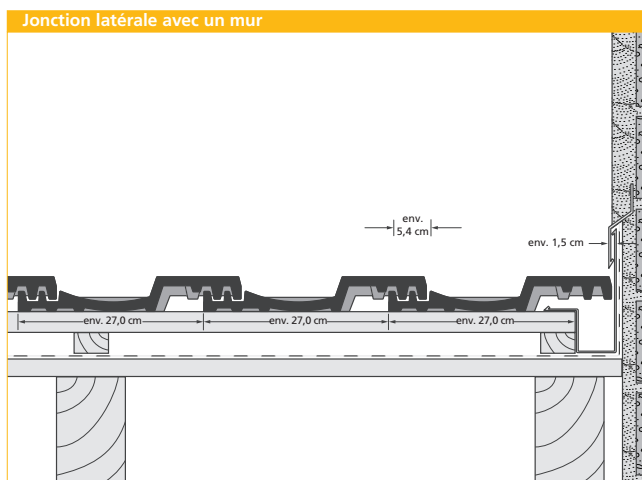 Jonction latérale avec un mur
env.
5,4 cm
env. 1,5 cm
env. 27,0 cm
env. 27,0 cm
env. 27,0 cm